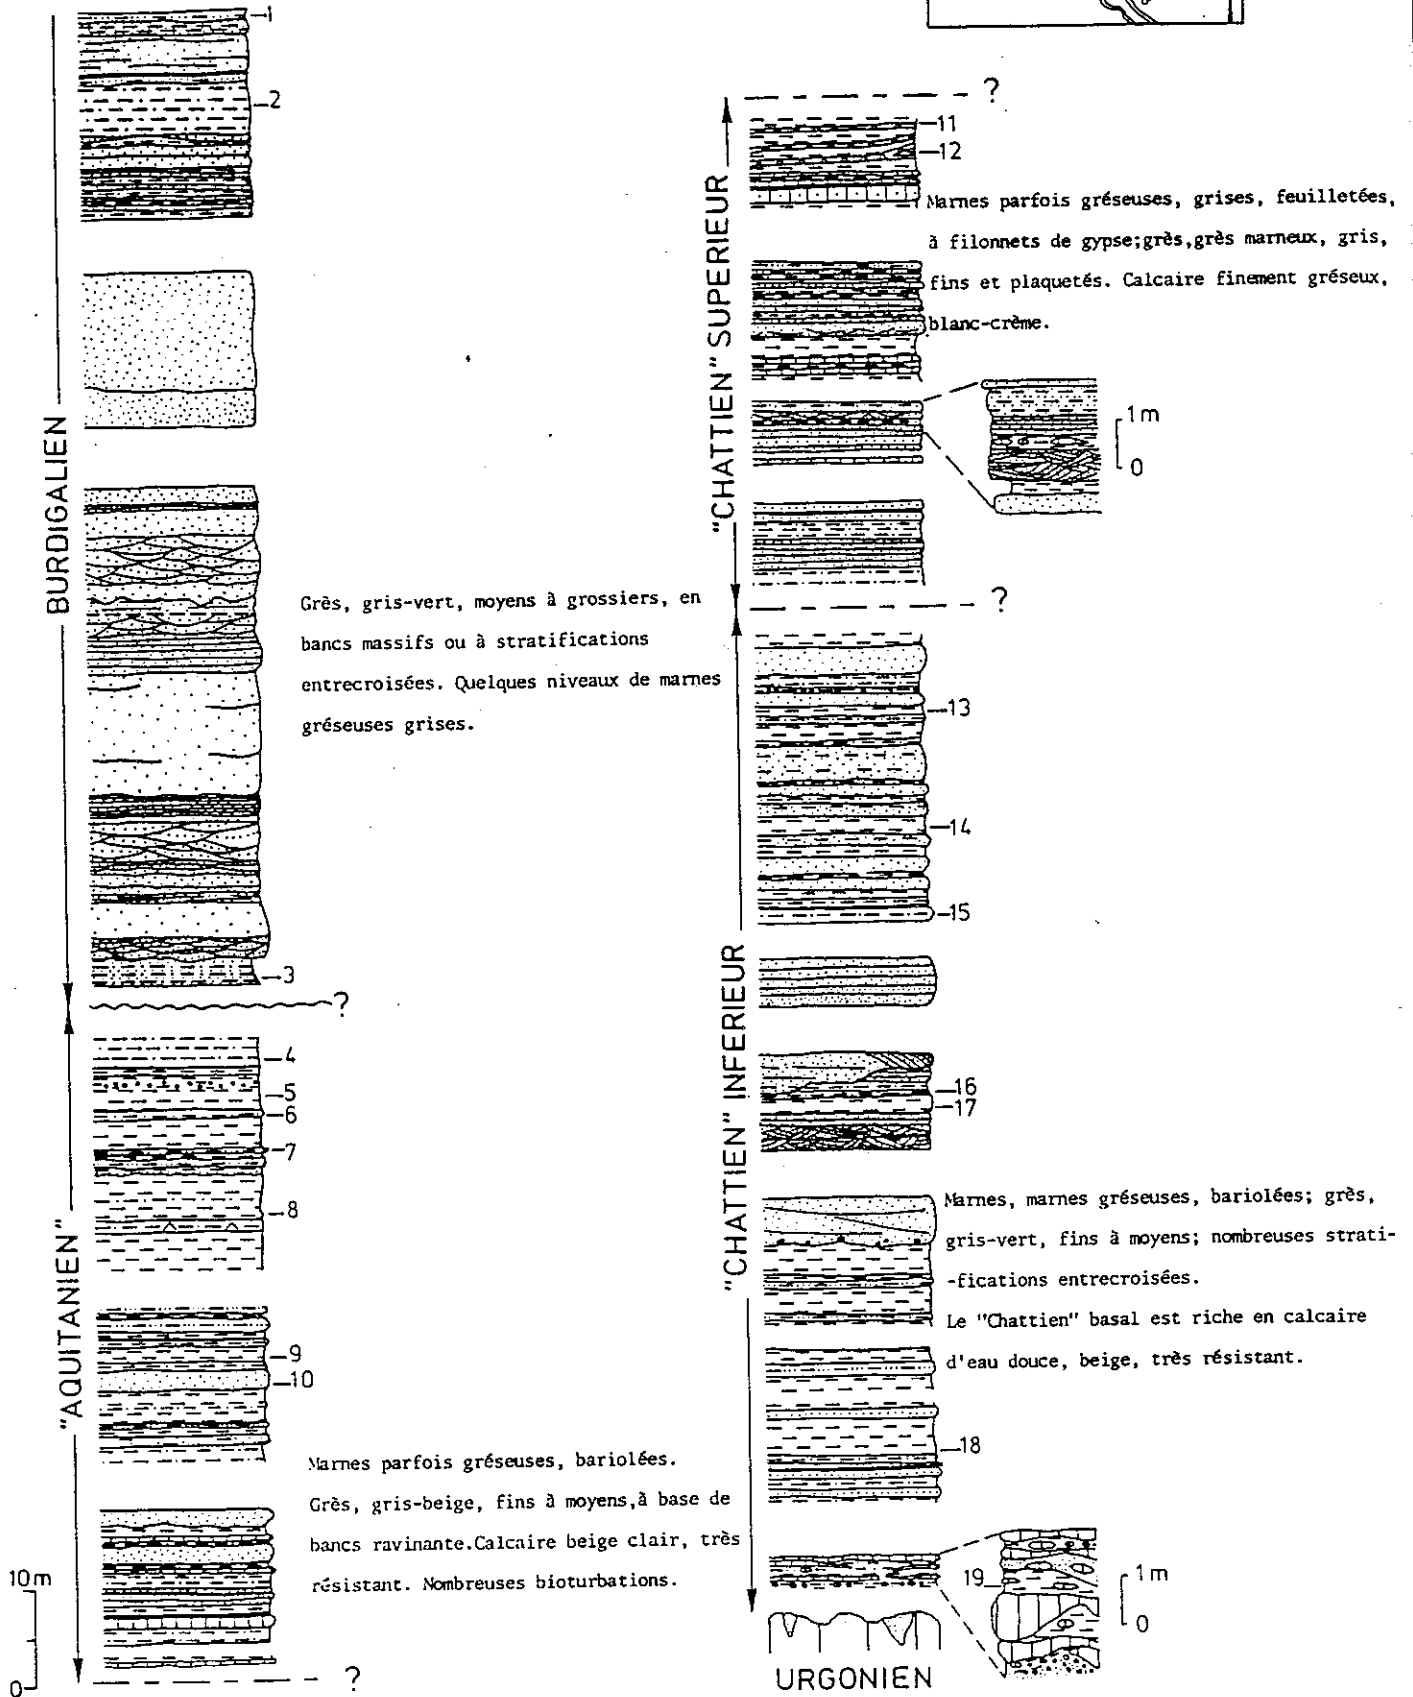 1
2
BURDIGALIEN
Grès, gris-vert, moyens à grossiers, en
bancs massifs ou à stratifications
entrecroisées. Quelques niveaux de marnes
gréseuses grises.
3
?
4
5
6
7
8
"AQUITANIEN"
9
10
Marnes parfois gréseuses, bariolées.
Grès, gris-beige, fins à moyens,à base de
bancs ravinante.Calcaire beige clair, très
résistant. Nombreuses bioturbations.
10m
0
?
?
11
12
"CHATTIEN" SUPERIEUR
Marnes parfois gréseuses, grises, feuilletées,
à filonnets de gypse;grès,grès marneux, gris,
fins et plaquetés. Calcaire finement gréseux,
blanc-crème.
1m
0
?
13
14
15
"CHATTIEN" INFERIEUR
16
17
Marnes, marnes gréseuses, bariolées; grès,
gris-vert, fins à moyens; nombreuses strati-
-fications entrecroisées.
Le "Chattien" basal est riche en calcaire
d'eau douce, beige, très résistant.
18
19
1m
0
URGONIEN